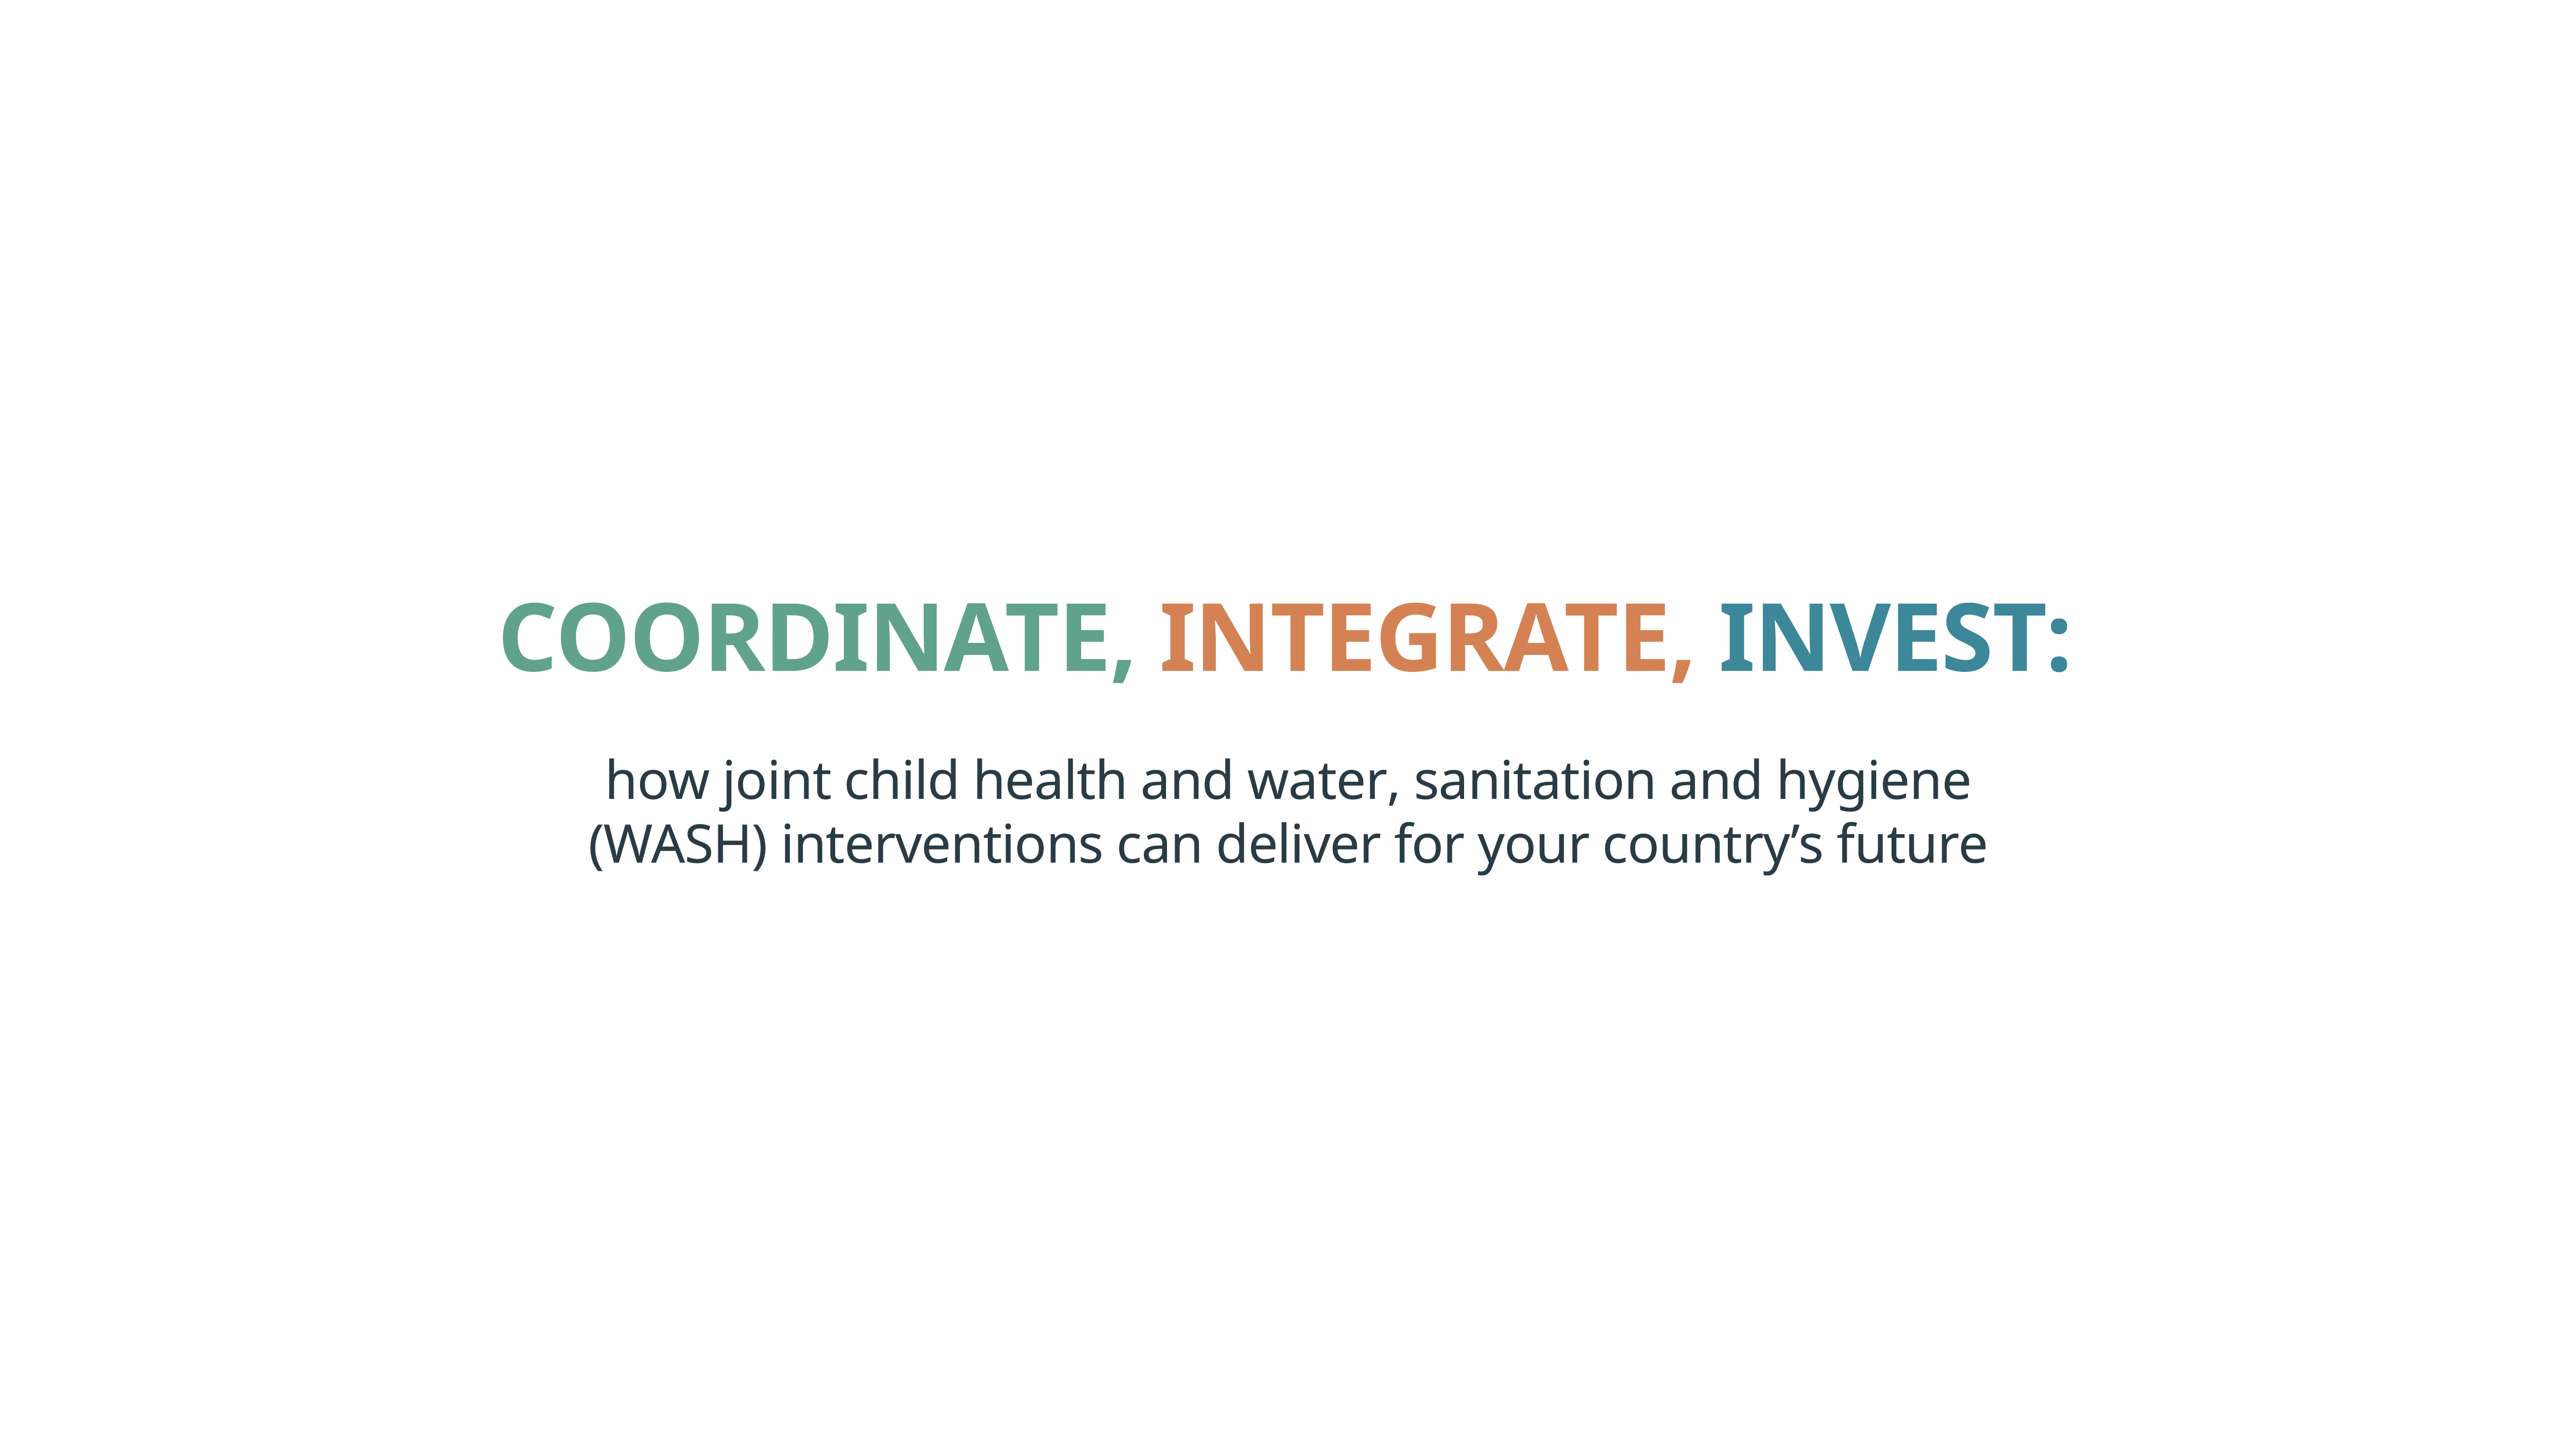 COORDINATE, INTEGRATE, INVEST:
how joint child health and water, sanitation and hygiene
(WASH) interventions can deliver for your country’s future